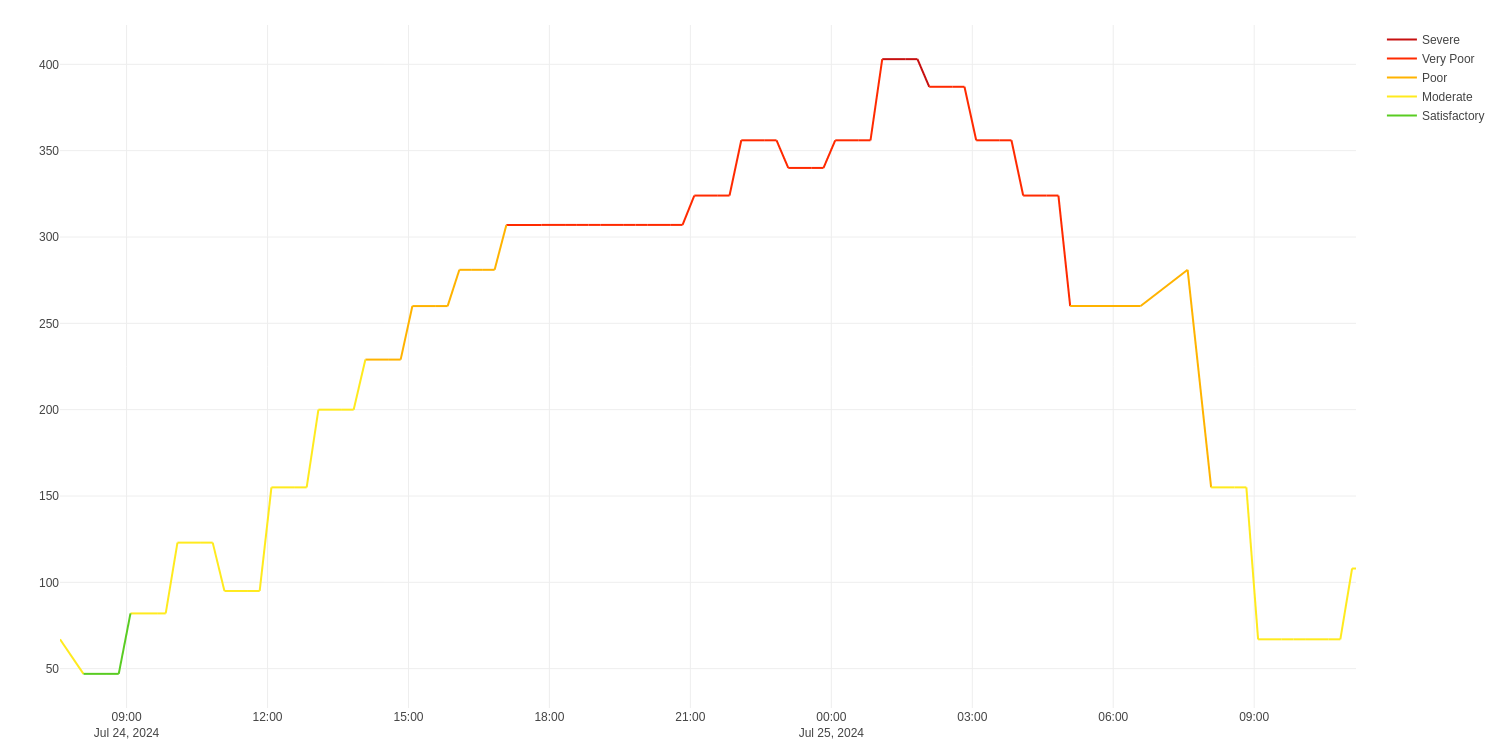 400
350
300
250
200
150
100
50
09:00
Jul 24, 2024
12:00
15:00
18:00
21:00
00:00
Jul 25, 2024
03:00
06:00
09:00
Severe
Very Poor
Poor
Moderate
Satisfactory